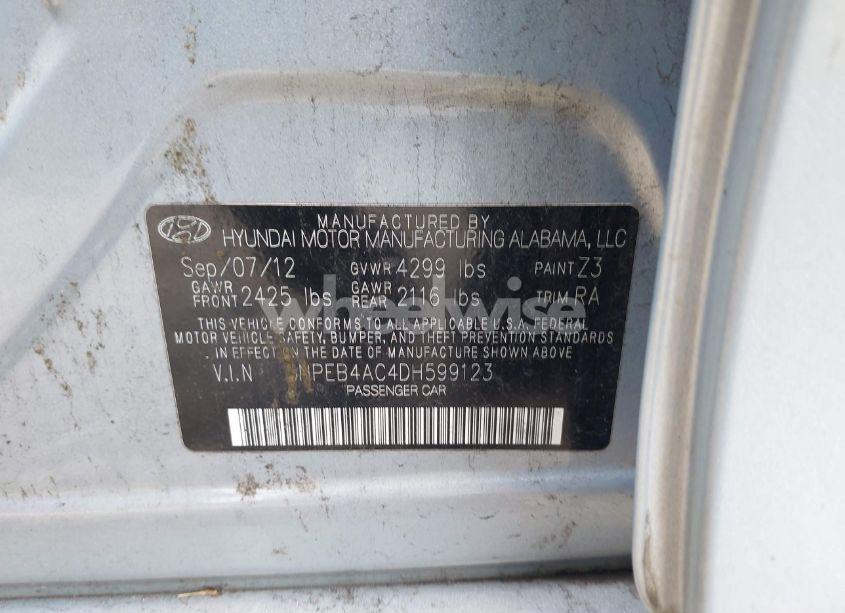 MANUFACTURED BY
HYUNDAI MOTOR MANUFACTURING ALABAMA, LLC
Sep/07/12 GVWR 4299 lbs PAINT Z3
GAWR FRONT 2425 lbs GAWR REAR 2116 lbs TRIM RA
THIS VEHICLE CONFORMS TO ALL APPLICABLE U.S.A. FEDERAL
MOTOR VEHICLE SAFETY, BUMPER, AND THEFT PREVENTION STANDARDS
IN EFFECT ON THE DATE OF MANUFACTURE SHOWN ABOVE
V.I.N NPEB4AC4DH599123
PASSENGER CAR
wheelwise